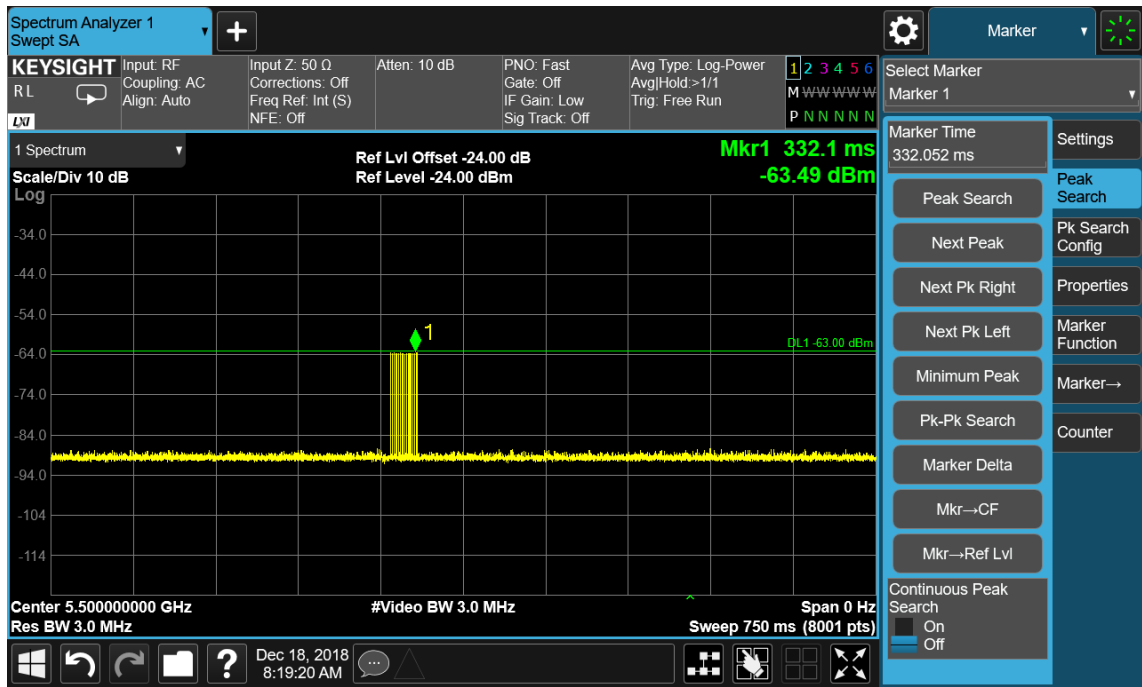 Spectrum Analyzer 1
Swept SA
+
Marker
KEYSIGHT
R L
LXI
Input: RF
Coupling: AC
Align: Auto
Input Z: 50 Ω
Corrections: Off
Freq Ref: Int (S)
NFE: Off
Atten: 10 dB
PNO: Fast
Gate: Off
IF Gain: Low
Sig Track: Off
Avg Type: Log-Power
Avg|Hold:>1/1
Trig: Free Run
1 2 3 4 5 6
M W W W W W
P N N N N N
Select Marker
Marker 1
1 Spectrum
Scale/Div 10 dB
Log
Ref Lvl Offset -24.00 dB
Ref Level -24.00 dBm
Mkr1 332.1 ms
-63.49 dBm
-34.0
-44.0
-54.0
-64.0
-74.0
-84.0
-94.0
-104
-114
1
DL1 -63.00 dBm
Center 5.500000000 GHz
Res BW 3.0 MHz
#Video BW 3.0 MHz
Span 0 Hz
Sweep 750 ms (8001 pts)
Marker Time
332.052 ms
Peak Search
Next Peak
Next Pk Right
Next Pk Left
Minimum Peak
Pk-Pk Search
Marker Delta
Mkr→CF
Mkr→Ref Lvl
Continuous Peak
Search
On
Off
Settings
Peak
Search
Pk Search
Config
Properties
Marker
Function
Marker→
Counter
?
Dec 18, 2018
8:19:20 AM